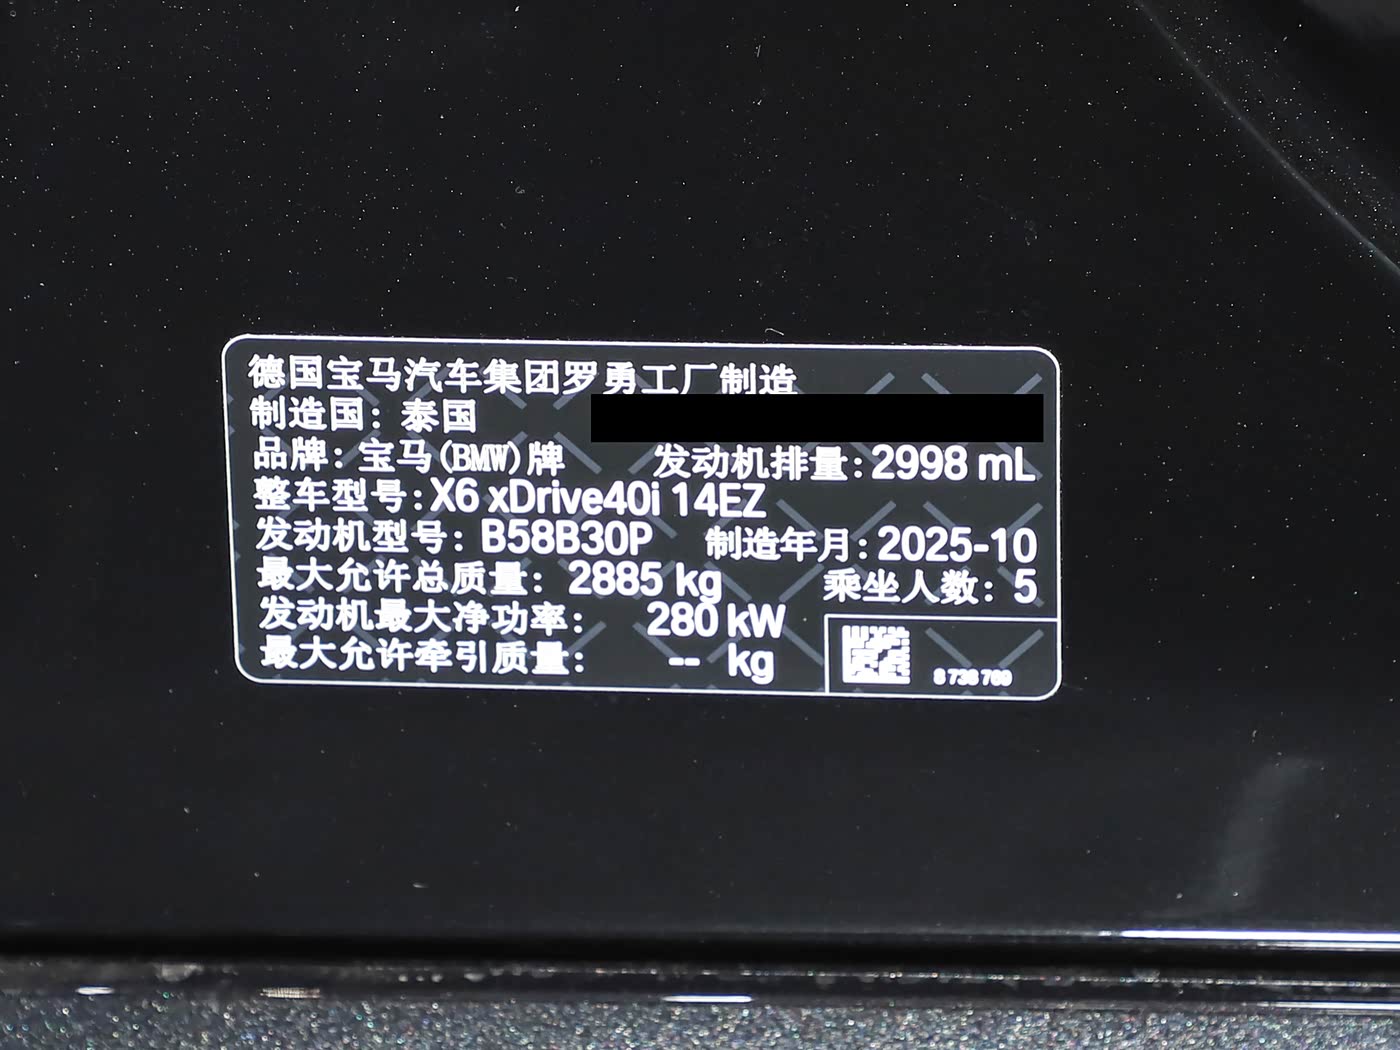 德国宝马汽车集团罗勇工厂制造
制造国：泰国
品牌：宝马(BMW)牌 发动机排量：2998 mL
整车型号：X6 xDrive40i 14EZ
发动机型号：B58B30P 制造年月：2025-10
最大允许总质量：2885 kg 乘坐人数：5
发动机最大净功率：280 kW
最大允许牵引质量：-- kg
8 738 769